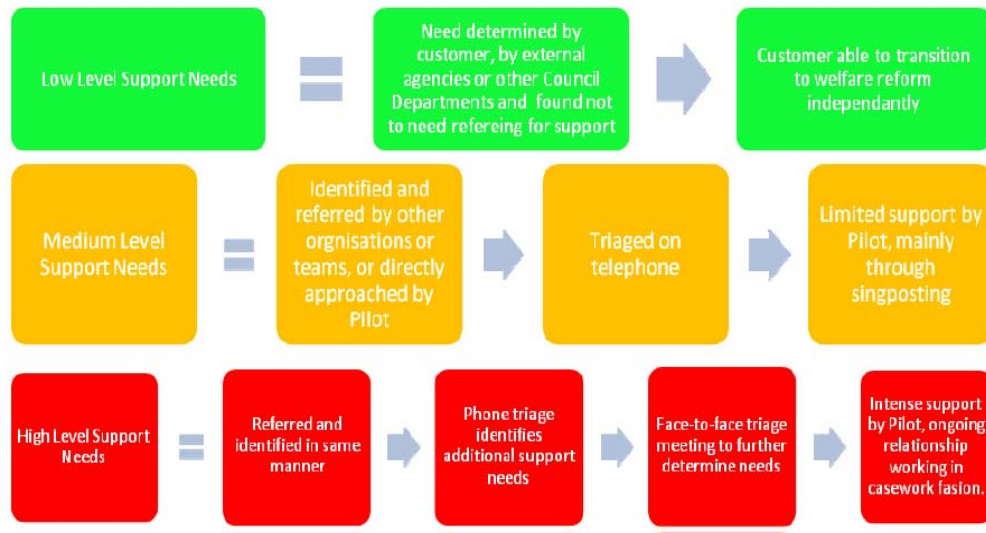 Low Level Support Needs
Need determined by
customer, by external
agencies or other Council
Departments and found not
to need refereing for support
Customer able to transition
to welfare reform
independantly
Medium Level
Support Needs
Identified and
referred by other
orgnisations or
teams, or directly
approached by
Pilot
Triaged on
telephone
Limited support by
Pilot, mainly
through
singposting
High Level Support
Needs
Referred and
identified in same
manner
Phone triage
identifies
additional support
needs
Face-to-face triage
meeting to further
determine needs
Intense support
by Pilot, ongoing
relationship
working in
casework fasion.